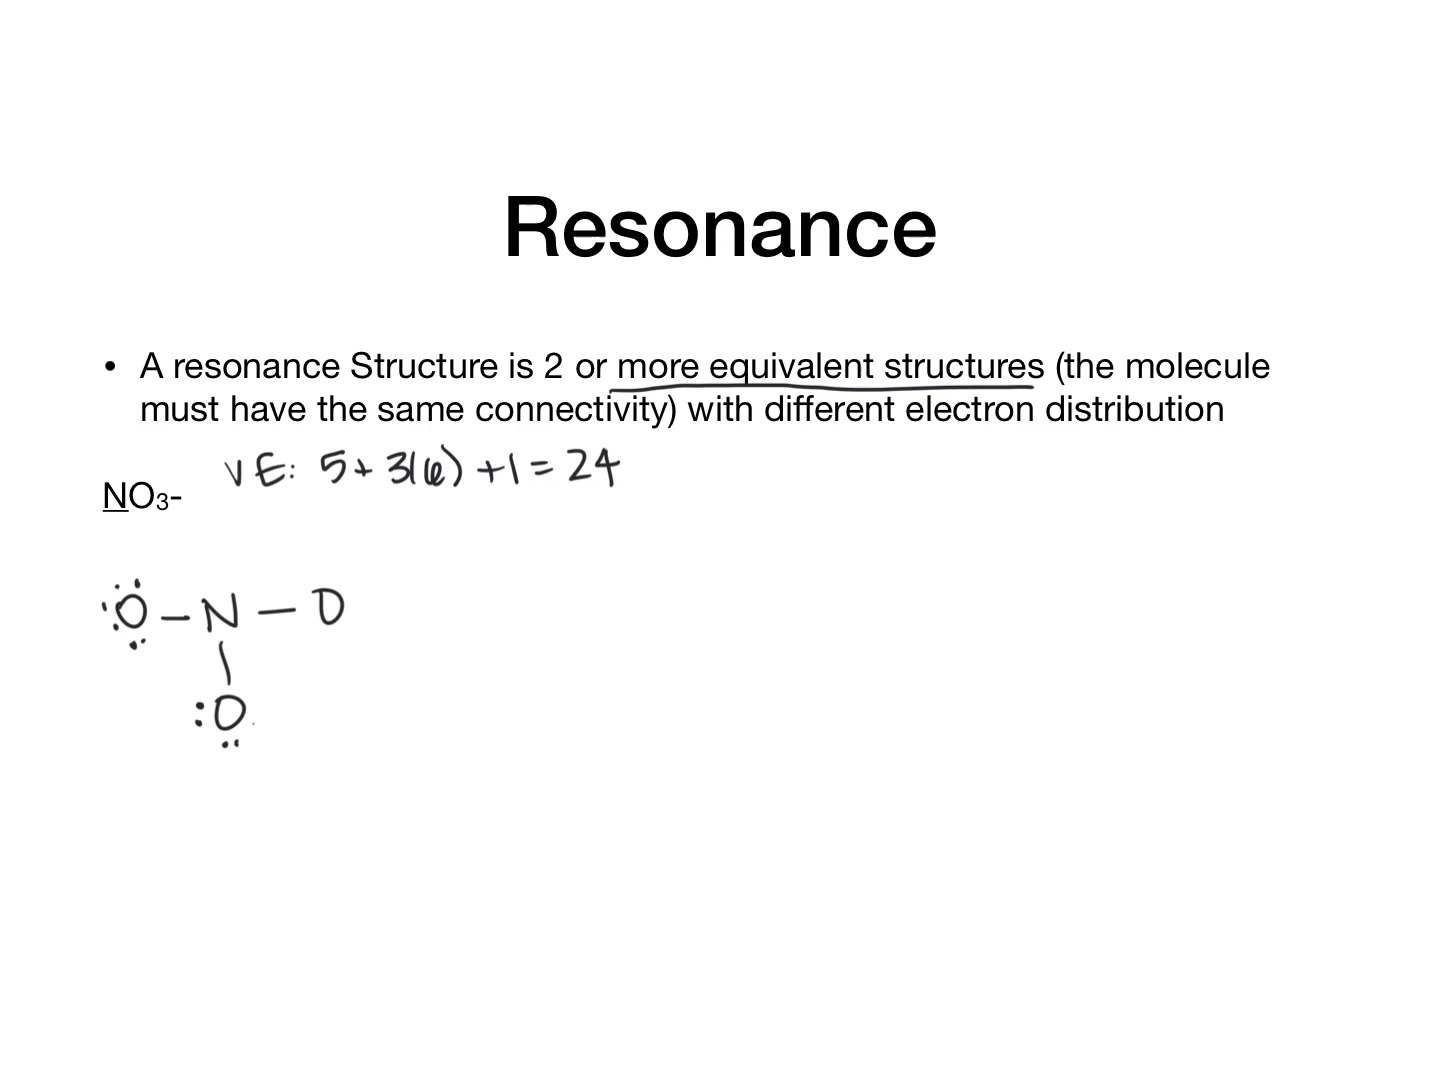 Resonance
• A resonance Structure is 2 or more equivalent structures (the molecule
must have the same connectivity) with different electron distribution
VE: 5+ 3(6) +1 = 24
NO₃-
:O - N - O
|
:O